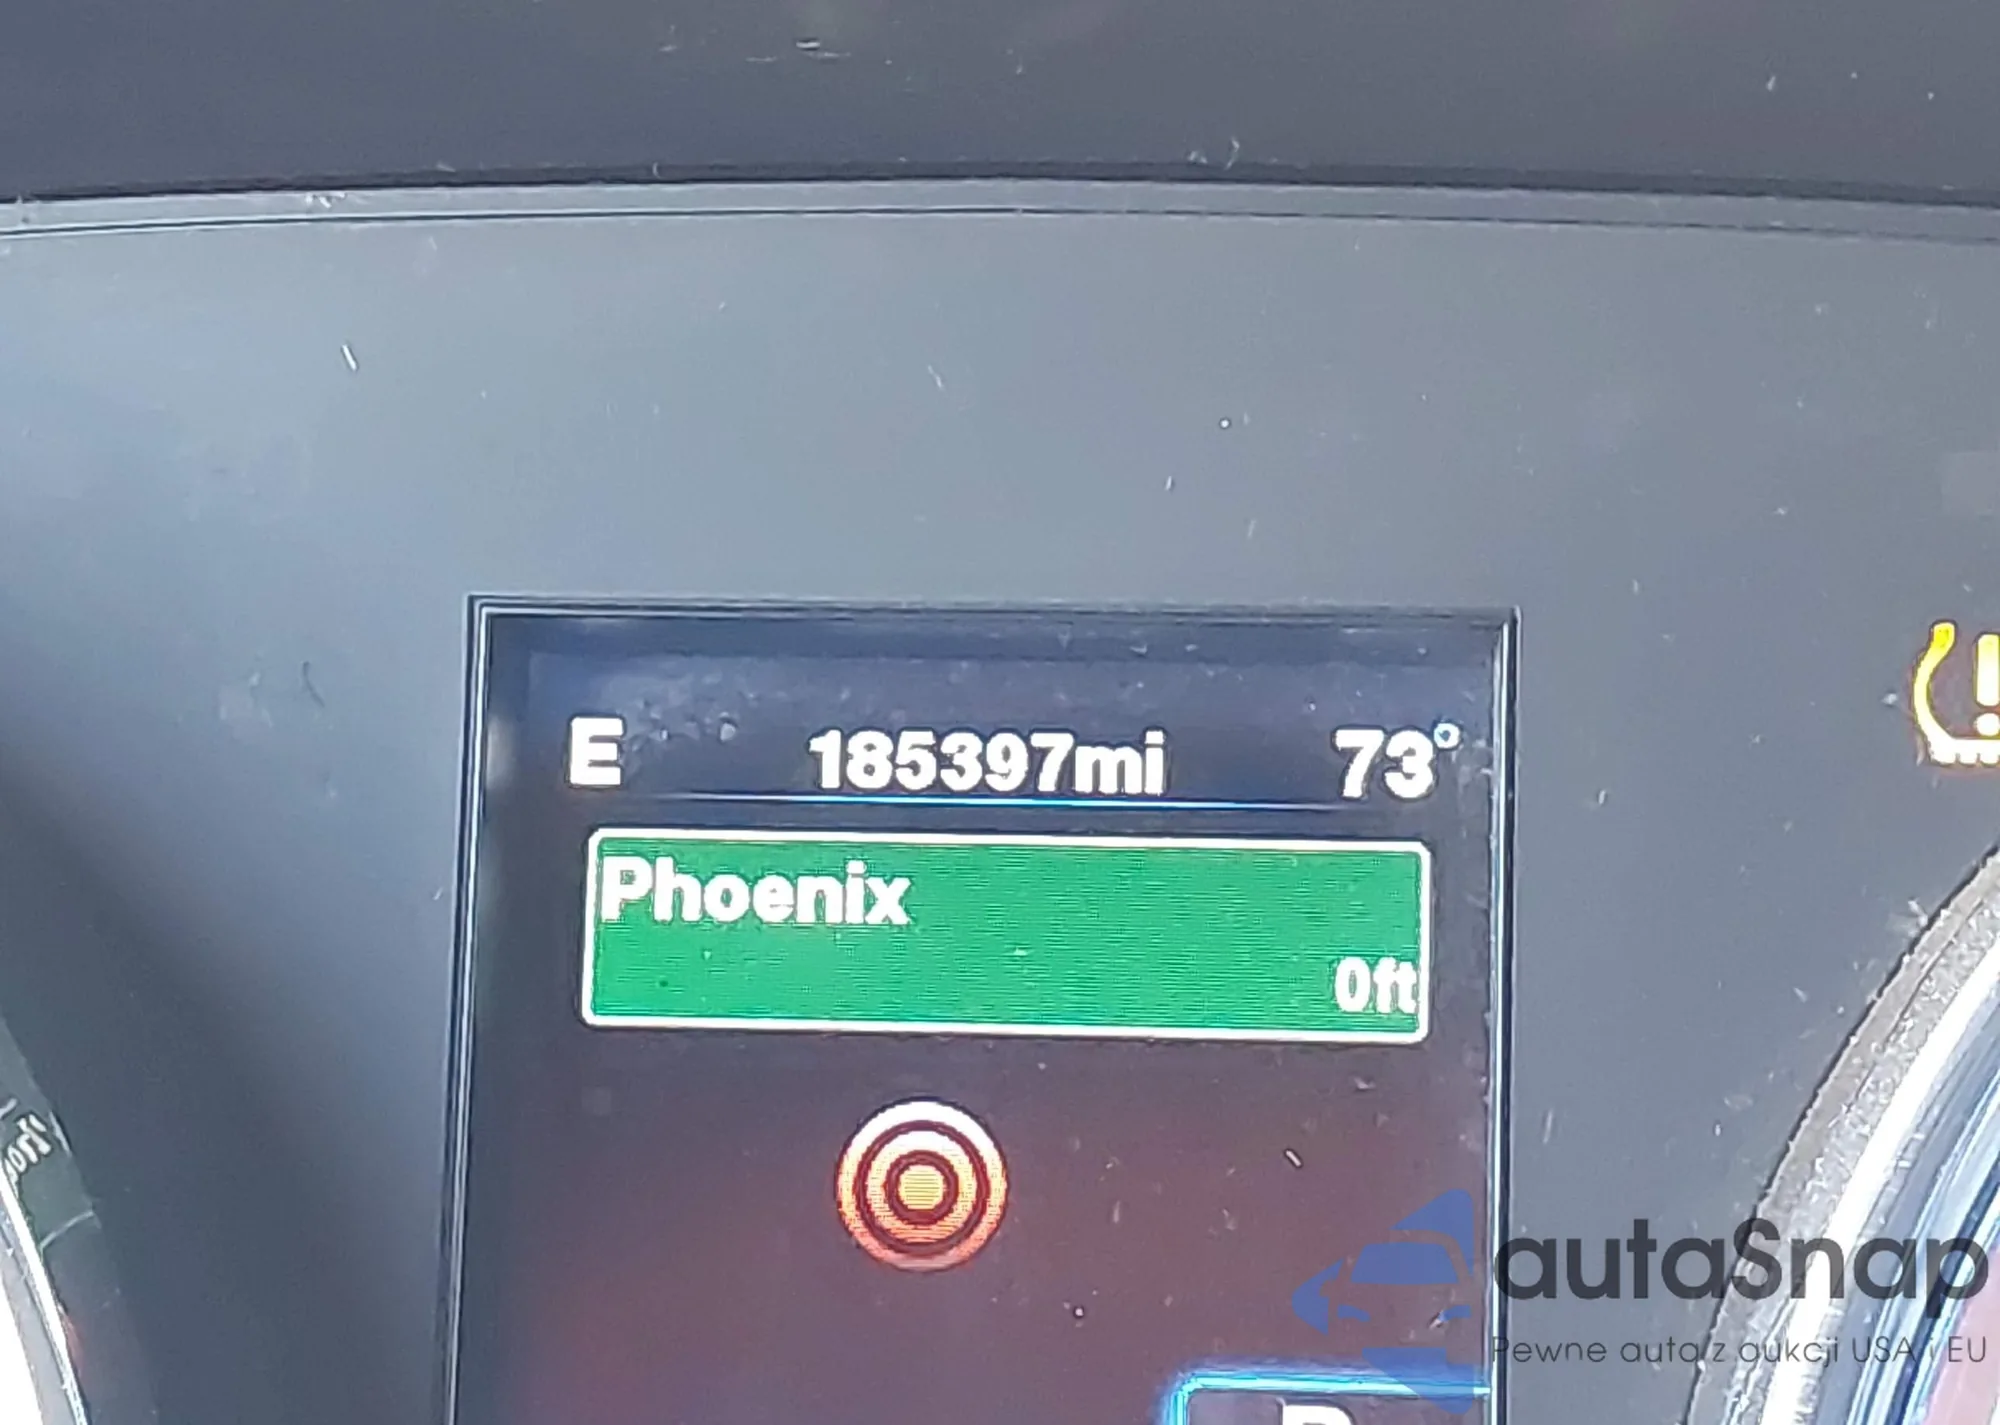 E 185397mi 73°
Phoenix
0ft
autaSnap
Pewne auta z aukcji USA i EU